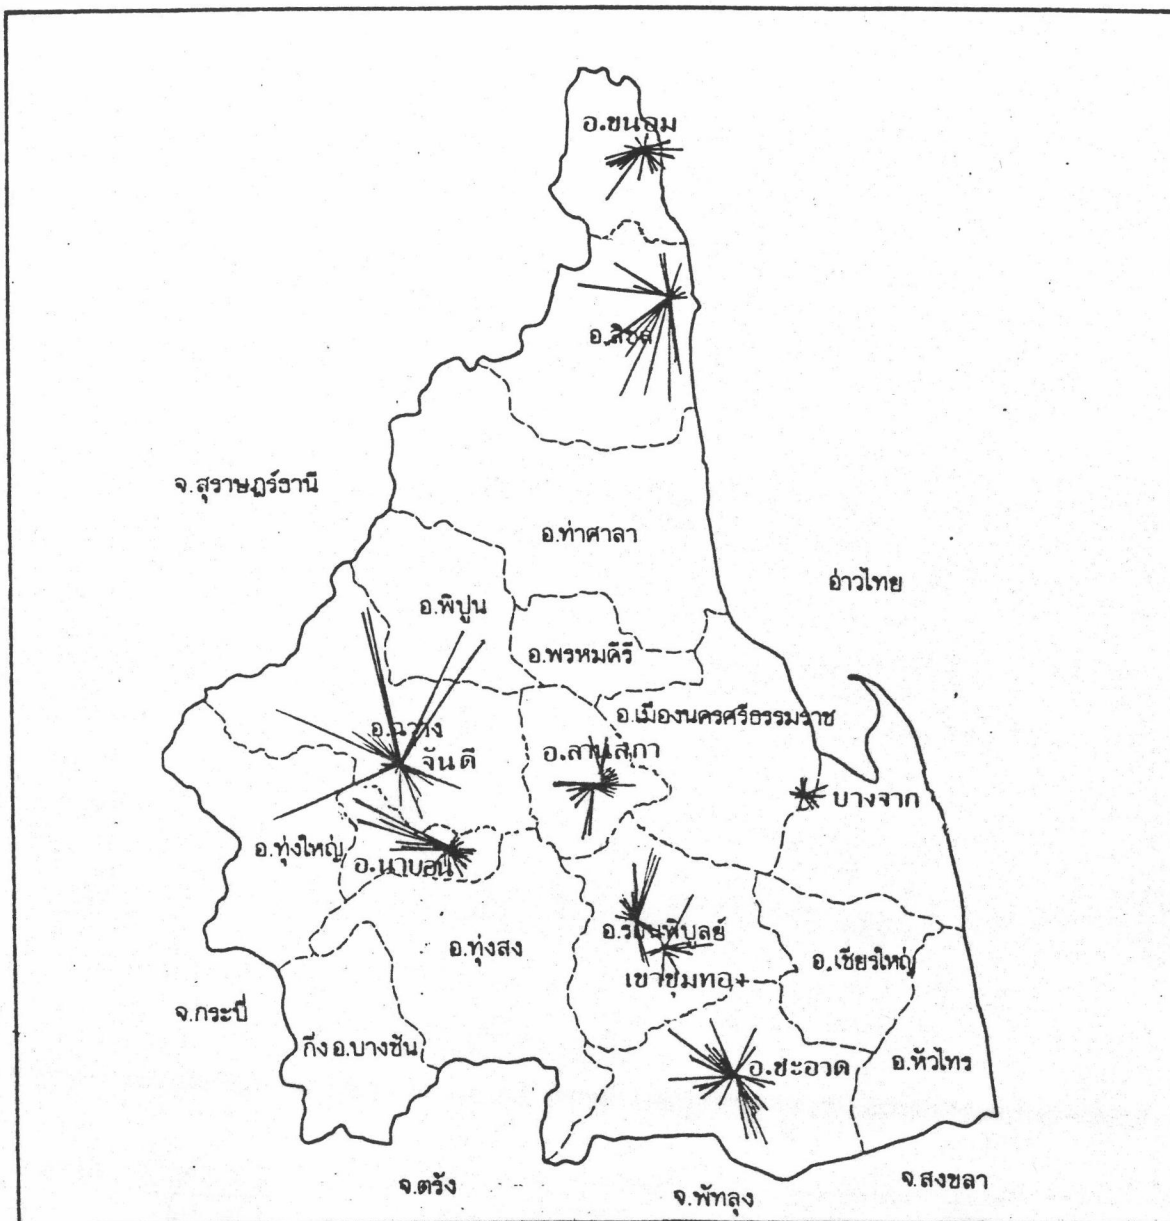 อ.ขนอม
อ.สิชล
จ.สุราษฎร์ธานี
อ.ท่าศาลา
อ่าวไทย
อ.พิปูน
อ.พรหมคีรี
อ.เมืองนครศรีธรรมราช
อ.ฉวาง
จันดี
อ.ลานสกา
บางจาก
อ.ทุ่งใหญ่
อ.นาบอน
อ.ร่อนพิบูลย์
อ.ทุ่งสง
อ.เชียรใหญ่
เขาชุมทอง
จ.กระบี่
กิ่ง อ.บางขัน
อ.ชะอวด
อ.หัวไทร
จ.ตรัง
จ.พัทลุง
จ.สงขลา